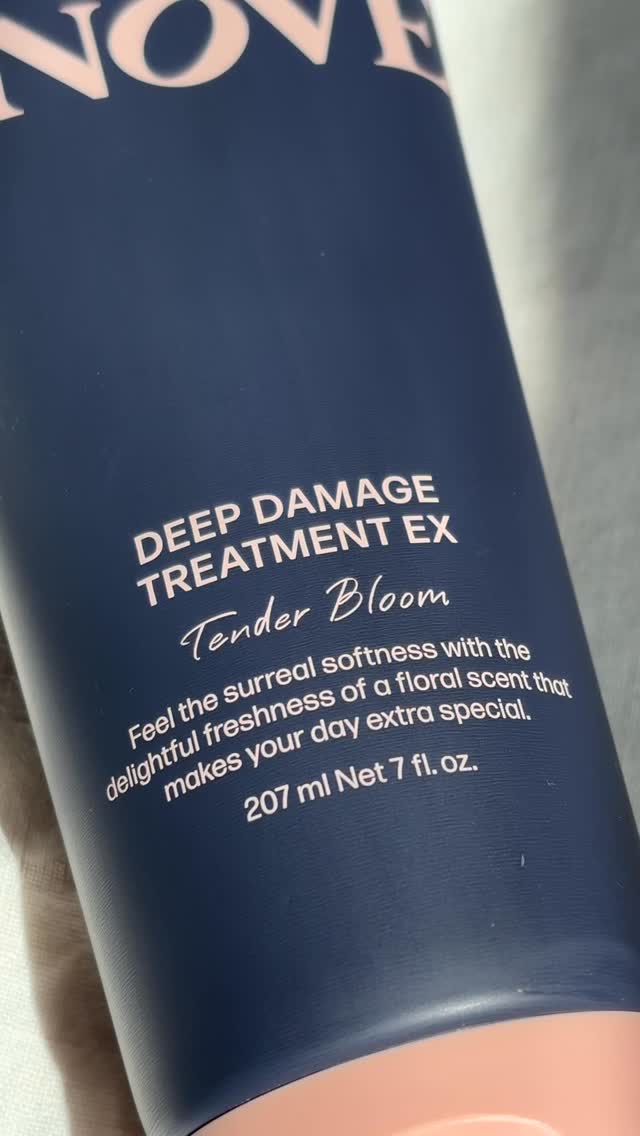 NOVE
DEEP DAMAGE
TREATMENT EX
Tender Bloom
Feel the surreal softness with the
delightful freshness of a floral scent that
makes your day extra special.
207 ml Net 7 fl. oz.